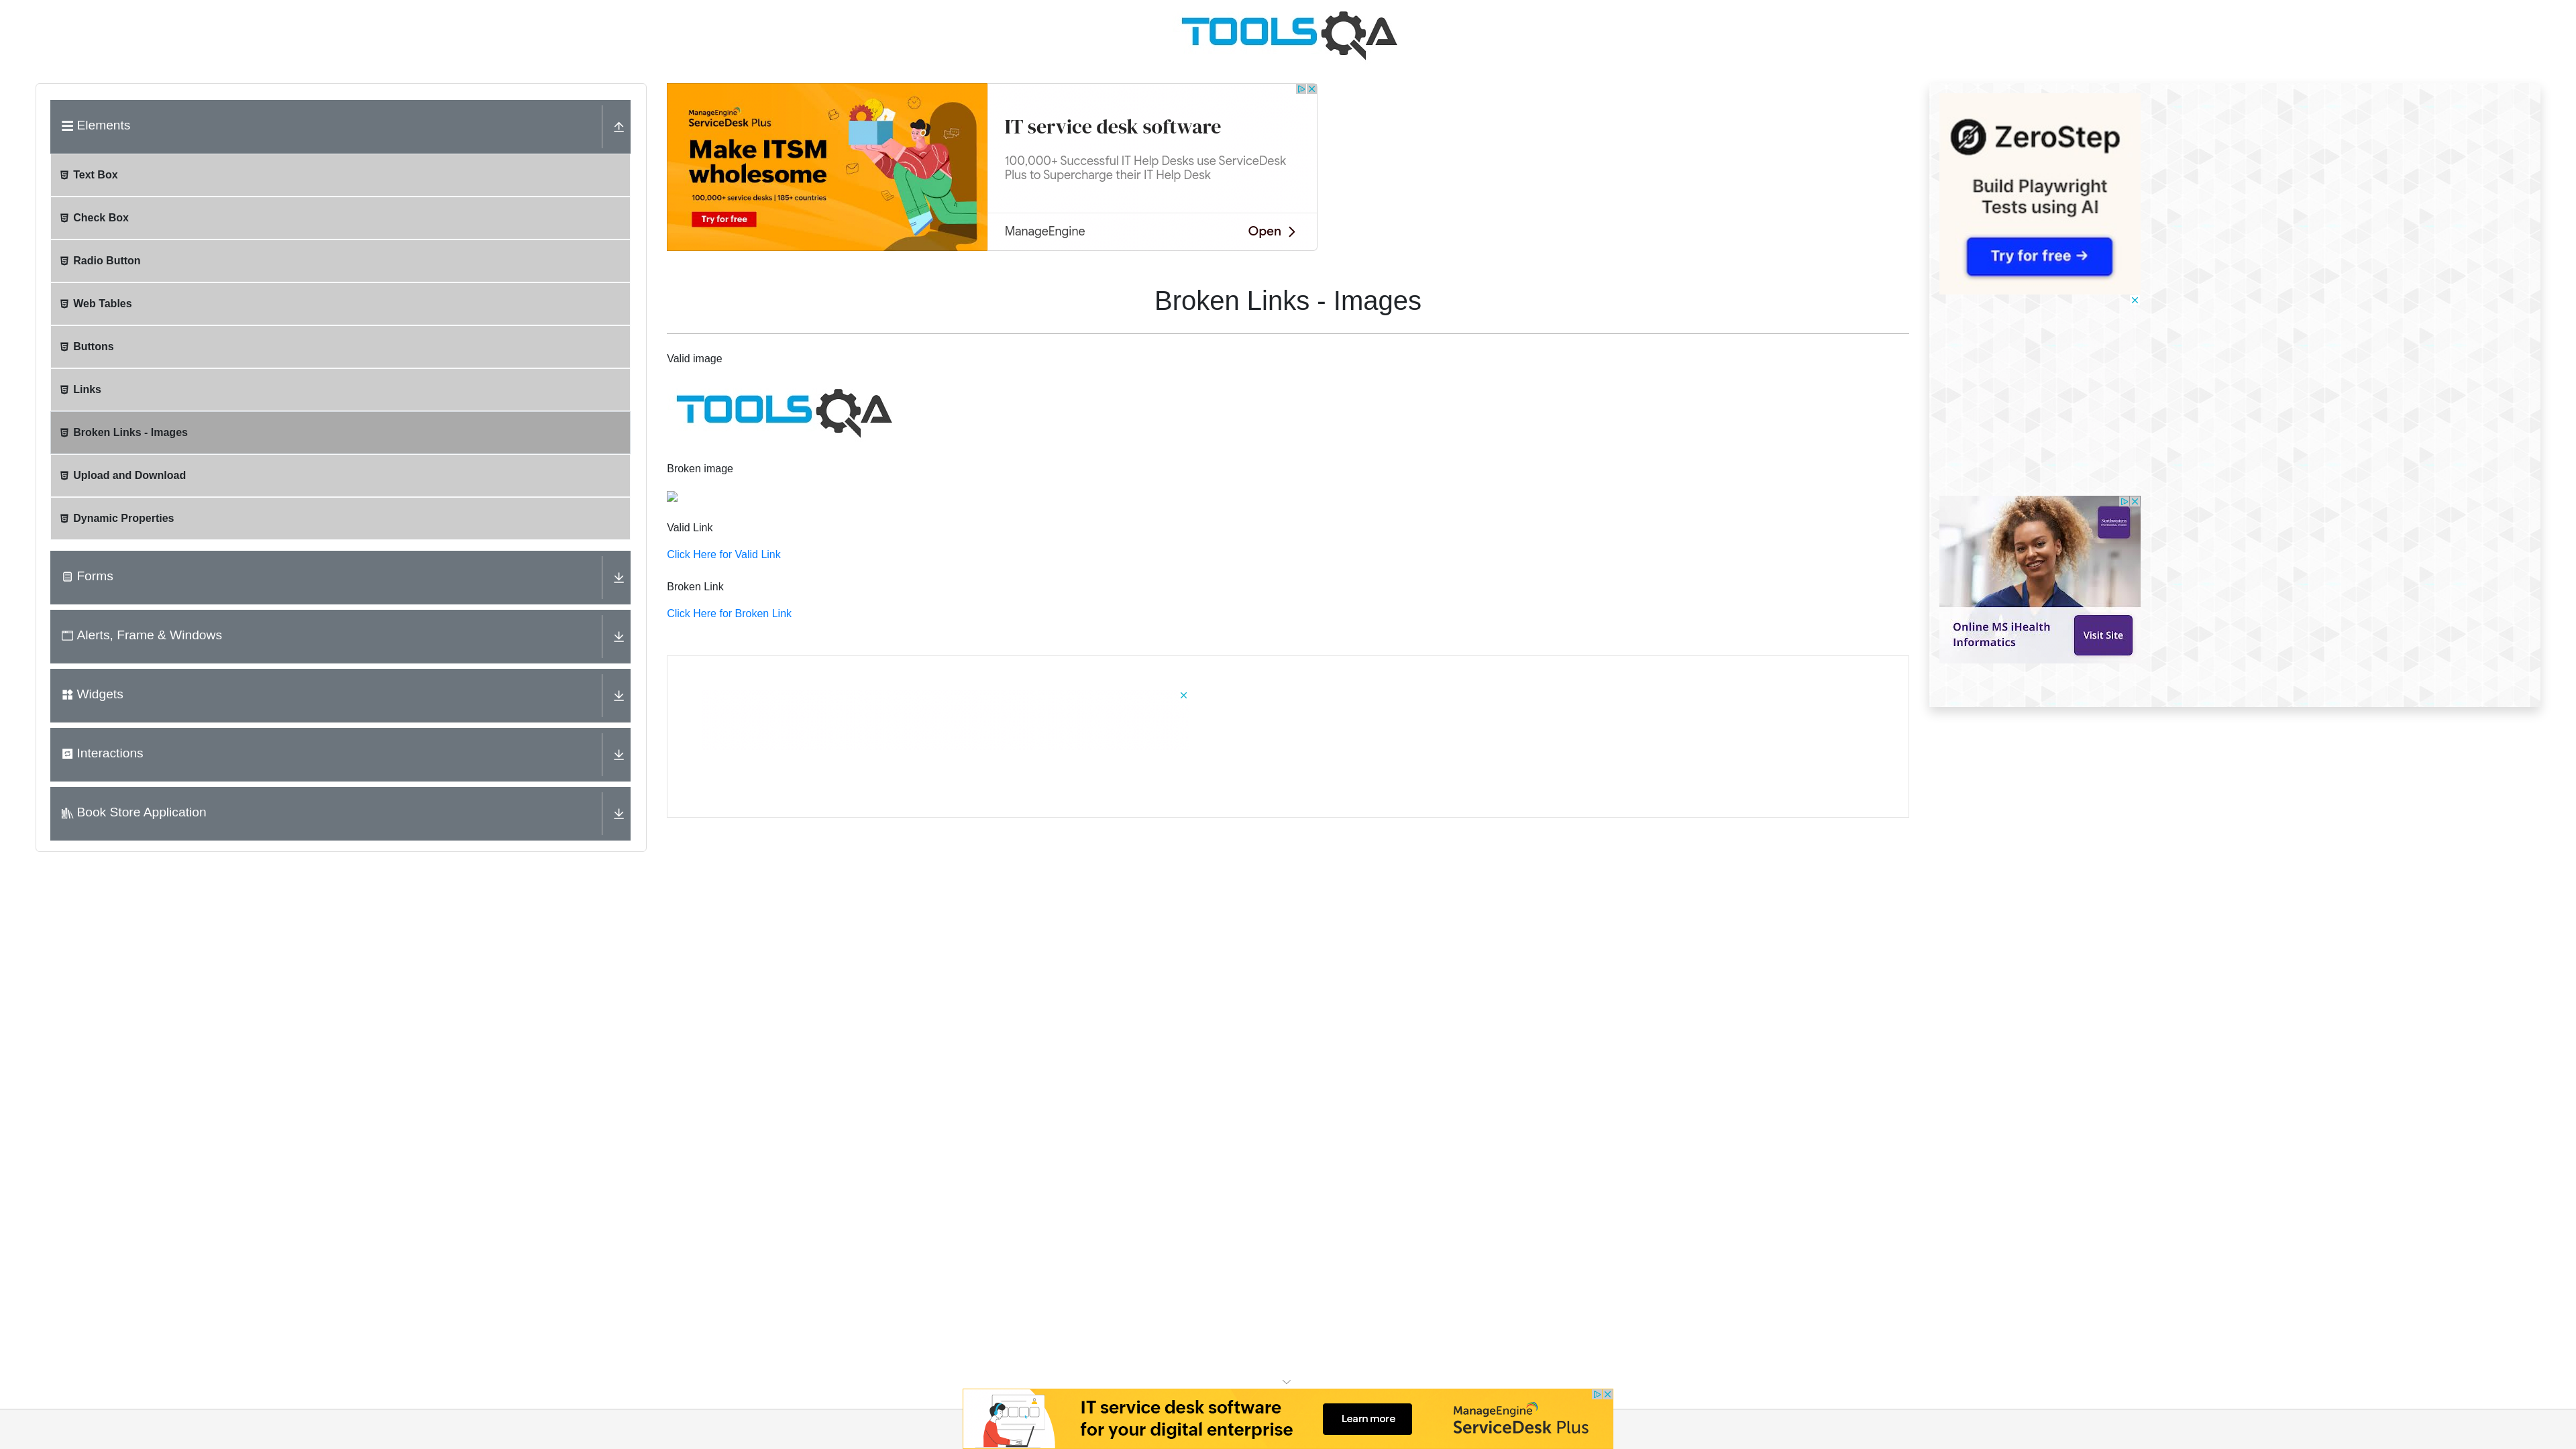 TOOLSQA
Elements
Text Box
Check Box
Radio Button
Web Tables
Buttons
Links
Broken Links - Images
Upload and Download
Dynamic Properties
Forms
Alerts, Frame & Windows
Widgets
Interactions
Book Store Application
ManageEngine
ServiceDesk Plus
Make ITSM
wholesome
100,000+ service desks | 185+ countries
Try for free
IT service desk software
100,000+ Successful IT Help Desks use ServiceDesk
Plus to Supercharge their IT Help Desk
ManageEngine
Open
Broken Links - Images
Valid image
TOOLSQA
Broken image
Valid Link
Click Here for Valid Link
Broken Link
Click Here for Broken Link
ZeroStep
Build Playwright
Tests using AI
Try for free →
Online MS iHealth
Informatics
Visit Site
IT service desk software
for your digital enterprise
Learn more
ManageEngine
ServiceDesk Plus